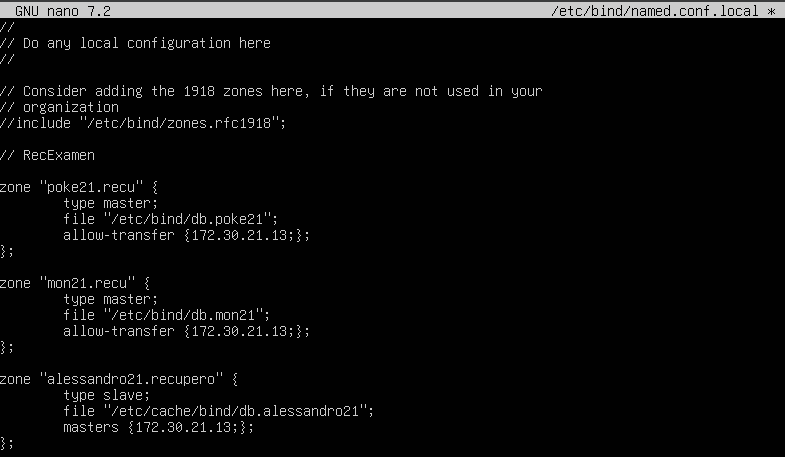 GNU nano 7.2 /etc/bind/named.conf.local *
//
// Do any local configuration here
//
// Consider adding the 1918 zones here, if they are not used in your
// organization
//include "/etc/bind/zones.rfc1918";
// RecExamen
zone "poke21.recu" {
type master;
file "/etc/bind/db.poke21";
allow-transfer {172.30.21.13;};
};
zone "mon21.recu" {
type master;
file "/etc/bind/db.mon21";
allow-transfer {172.30.21.13;};
};
zone "alessandro21.recupero" {
type slave;
file "/etc/cache/bind/db.alessandro21";
masters {172.30.21.13;};
};